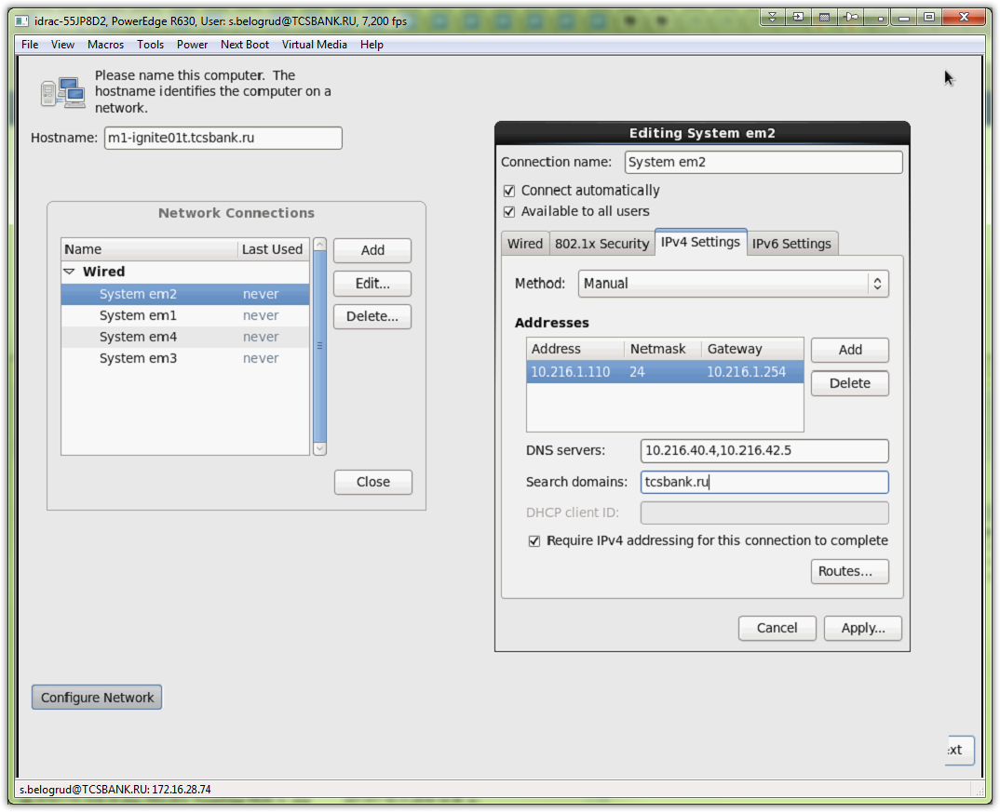 idrac-55JP8D2, PowerEdge R630, User: s.belogrud@TCSBANK.RU, 7,200 fps
File View Macros Tools Power Next Boot Virtual Media Help
Please name this computer. The
hostname identifies the computer on a
network.
Hostname: m1-ignite01t.tcsbank.ru
Network Connections
Name Last Used
Wired
System em2 never
System em1 never
System em4 never
System em3 never
Add
Edit...
Delete...
Close
Configure Network
Editing System em2
Connection name: System em2
Connect automatically
Available to all users
Wired 802.1x Security IPv4 Settings IPv6 Settings
Method: Manual
Addresses
Address Netmask Gateway
10.216.1.110 24 10.216.1.254
Add
Delete
DNS servers: 10.216.40.4,10.216.42.5
Search domains: tcsbank.ru
DHCP client ID:
Require IPv4 addressing for this connection to complete
Routes...
Cancel Apply...
ext
s.belogrud@TCSBANK.RU: 172.16.28.74